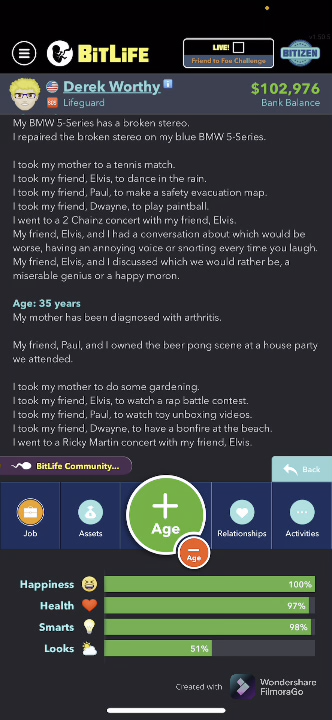 v1.50.3
BITLIFE
LIVE!
Friend to Foe Challenge
BITIZEN
Derek Worthy
$102,976
Lifeguard
Bank Balance
My BMW 5-Series has a broken stereo.
I repaired the broken stereo on my blue BMW 5-Series.
I took my mother to a tennis match.
I took my friend, Elvis, to dance in the rain.
I took my friend, Paul, to make a safety evacuation map.
I took my friend, Dwayne, to play paintball.
I went to a 2 Chainz concert with my friend, Elvis.
My friend, Elvis, and I had a conversation about which would be
worse, having an annoying voice or snorting every time you laugh.
My friend, Elvis, and I discussed which we would rather be, a
miserable genius or a happy moron.
Age: 35 years
My mother has been diagnosed with arthritis.
My friend, Paul, and I owned the beer pong scene at a house party
we attended.
I took my mother to do some gardening.
I took my friend, Elvis, to watch a rap battle contest.
I took my friend, Paul, to watch toy unboxing videos.
I took my friend, Dwayne, to have a bonfire at the beach.
I went to a Ricky Martin concert with my friend, Elvis.
BitLife Community...
Back
Job
Assets
+
Age
Relationships
Activities
−
Age
Happiness 100%
Health 97%
Smarts 98%
Looks 51%
Created with
Wondershare
FilmoraGo